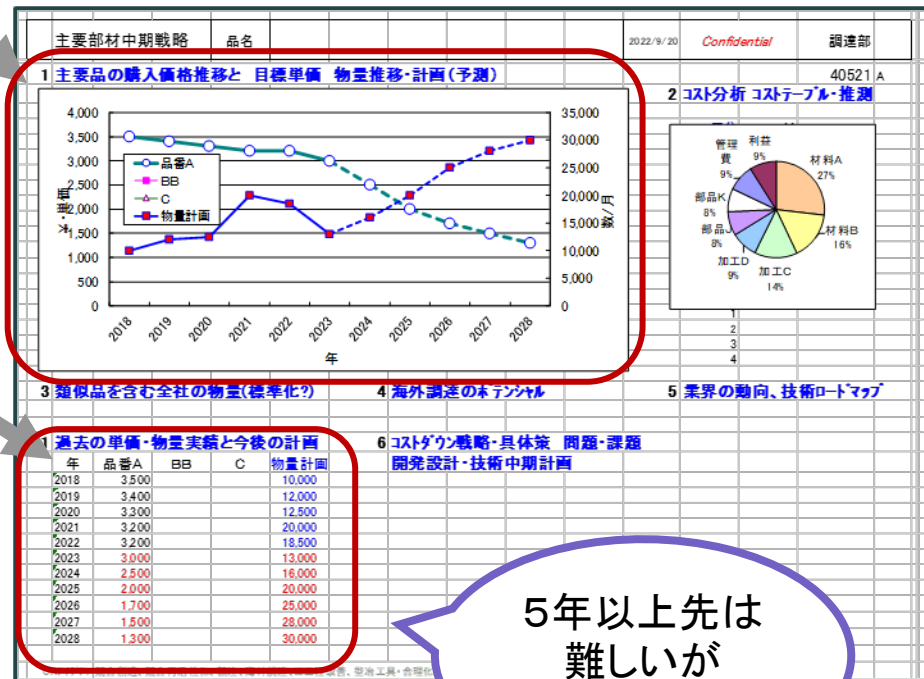 主要部材中期戦略 品名 2022/9/20 Confidential 調達部
1 主要品の購入価格推移と 目標単価 物量推移・計画(予測)
40521 A
2 コスト分析 コストテーブル・推測
4,000
3,500
3,000
2,500
2,000
1,500
1,000
500
0
¥・単価
品番A
BB
C
物量計画
35,000
30,000
25,000
20,000
15,000
10,000
5,000
0
数/月
2018 2019 2020 2021 2022 2023 2024 2025 2026 2027 2028
年
管理費 9%
利益 9%
材料A 27%
材料B 16%
加工C 14%
加工D 9%
部品J 8%
部品K 8%
1
2
3
4
3 類似品を含む全社の物量(標準化?)
4 海外調達のポテンシャル
5 業界の動向、技術ロードマップ
1 過去の単価・物量実績と今後の計画
年 品番A BB C 物量計画
2018 3,500 10,000
2019 3,400 12,000
2020 3,300 12,500
2021 3,200 20,000
2022 3,200 18,500
2023 3,000 13,000
2024 2,500 16,000
2025 2,000 20,000
2026 1,700 25,000
2027 1,500 28,000
2028 1,300 30,000
6 コストダウン戦略・具体策 問題・課題
開発設計・技術中期計画
5年以上先は
難しいが